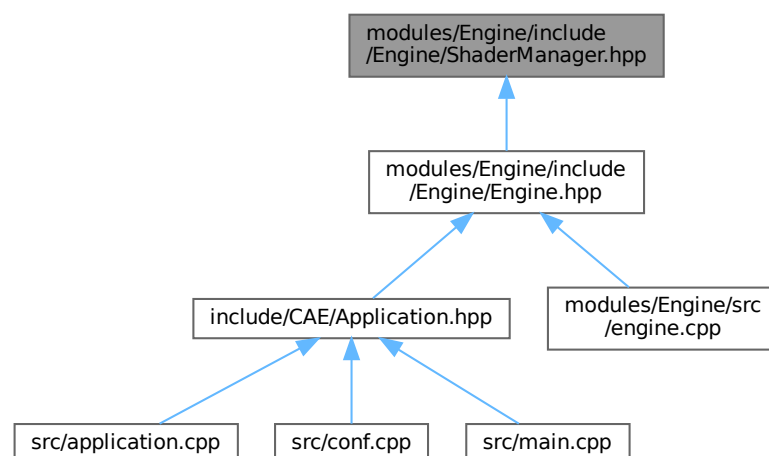 modules/Engine/include
/Engine/ShaderManager.hpp
modules/Engine/include
/Engine/Engine.hpp
include/CAE/Application.hpp
modules/Engine/src
/engine.cpp
src/application.cpp
src/conf.cpp
src/main.cpp